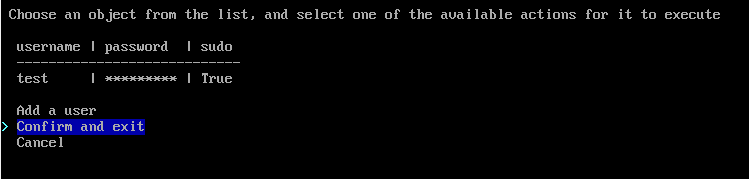 Choose an object from the list, and select one of the available actions for it to execute
username | password | sudo
----------------------------
test | ********* | True
Add a user
> Confirm and exit
Cancel